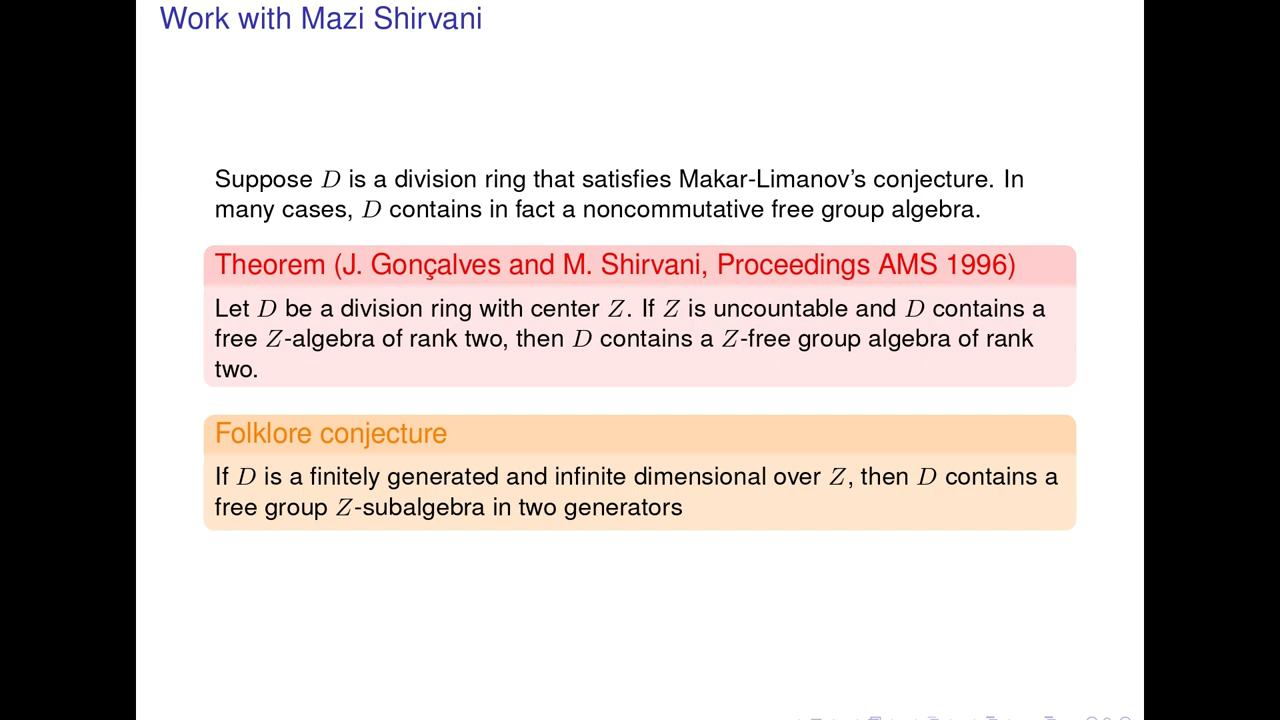 Work with Mazi Shirvani
Suppose D is a division ring that satisfies Makar-Limanov's conjecture. In
many cases, D contains in fact a noncommutative free group algebra.
Theorem (J. Gonçalves and M. Shirvani, Proceedings AMS 1996)
Let D be a division ring with center Z. If Z is uncountable and D contains a
free Z-algebra of rank two, then D contains a Z-free group algebra of rank
two.
Folklore conjecture
If D is a finitely generated and infinite dimensional over Z, then D contains a
free group Z-subalgebra in two generators